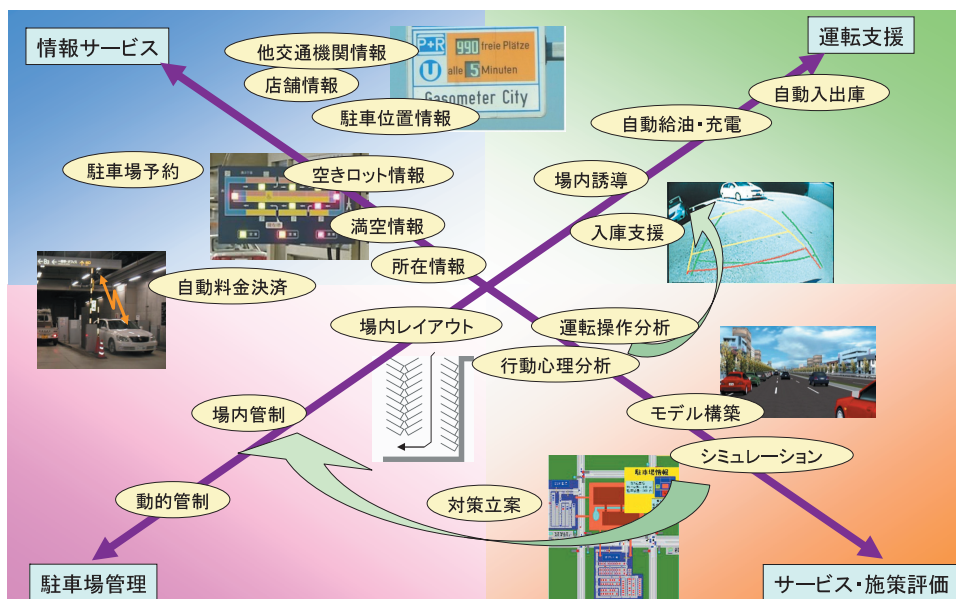 情報サービス
運転支援
他交通機関情報
店舗情報
駐車位置情報
P+R 990 freie Plätze
U alle 5 Minuten
Gasometer City
自動入出庫
自動給油・充電
駐車場予約
空きロット情報
場内誘導
満空情報
入庫支援
所在情報
自動料金決済
場内レイアウト
運転操作分析
行動心理分析
場内管制
モデル構築
シミュレーション
駐車場情報
動的管制
対策立案
駐車場管理
サービス・施策評価